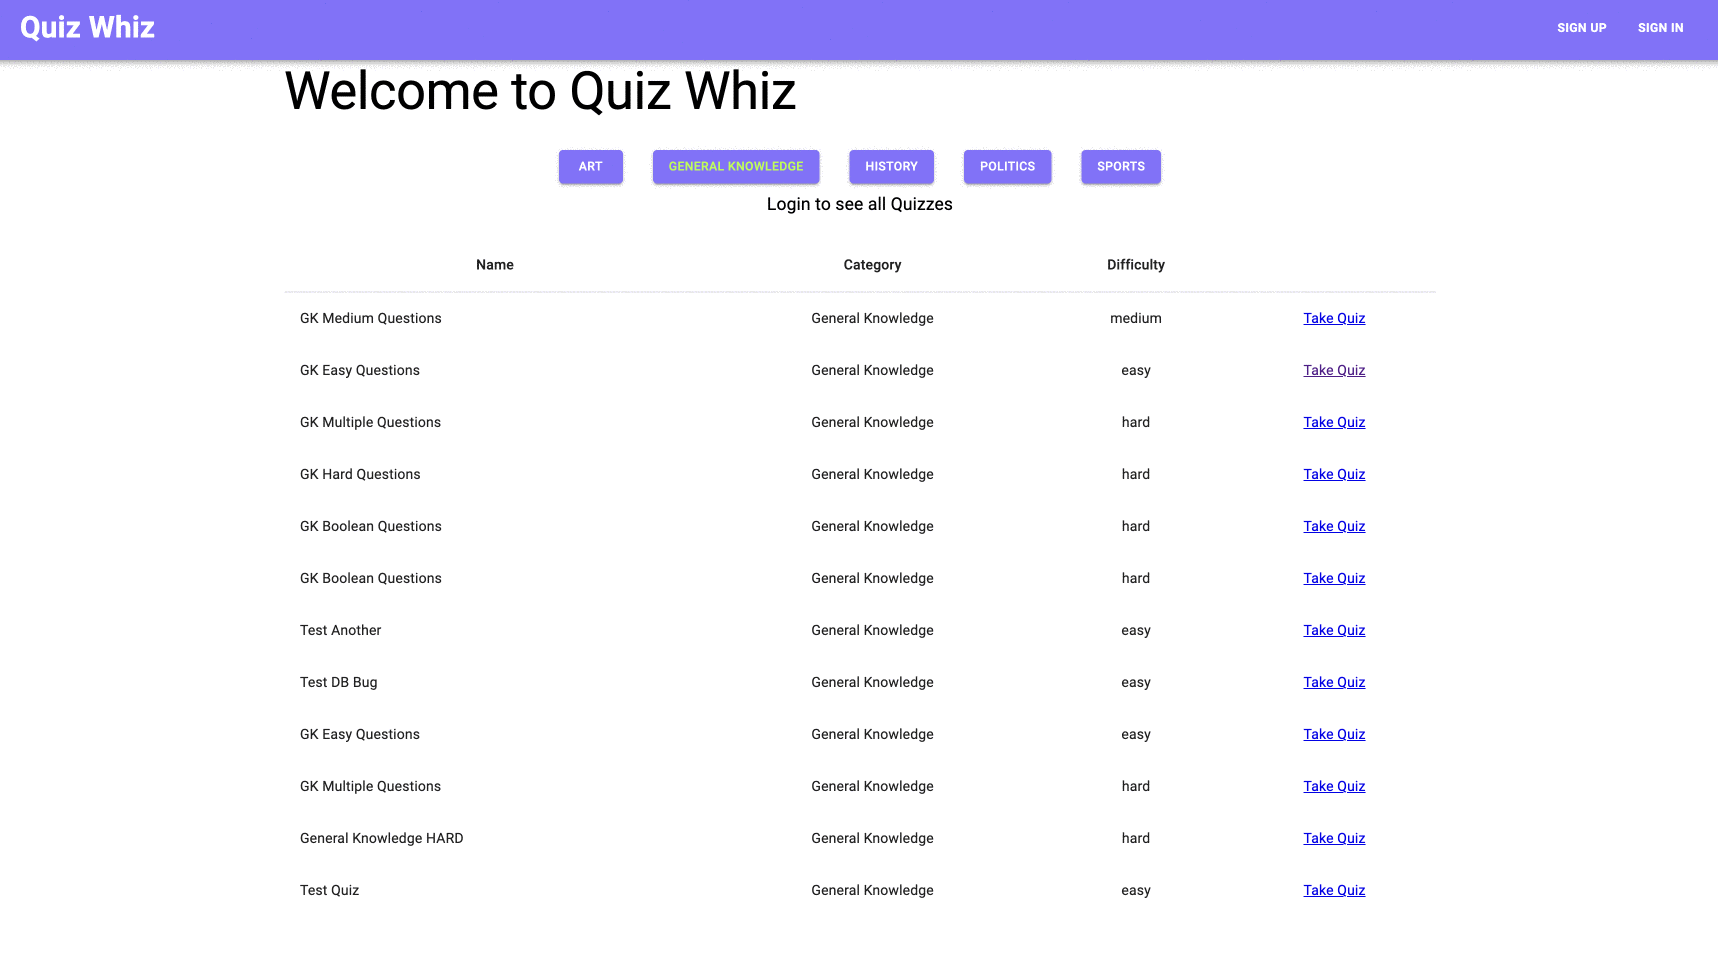 Quiz Whiz SIGN UP SIGN IN
Welcome to Quiz Whiz
ART GENERAL KNOWLEDGE HISTORY POLITICS SPORTS
Login to see all Quizzes
Name Category Difficulty
GK Medium Questions General Knowledge medium Take Quiz
GK Easy Questions General Knowledge easy Take Quiz
GK Multiple Questions General Knowledge hard Take Quiz
GK Hard Questions General Knowledge hard Take Quiz
GK Boolean Questions General Knowledge hard Take Quiz
GK Boolean Questions General Knowledge hard Take Quiz
Test Another General Knowledge easy Take Quiz
Test DB Bug General Knowledge easy Take Quiz
GK Easy Questions General Knowledge easy Take Quiz
GK Multiple Questions General Knowledge hard Take Quiz
General Knowledge HARD General Knowledge hard Take Quiz
Test Quiz General Knowledge easy Take Quiz